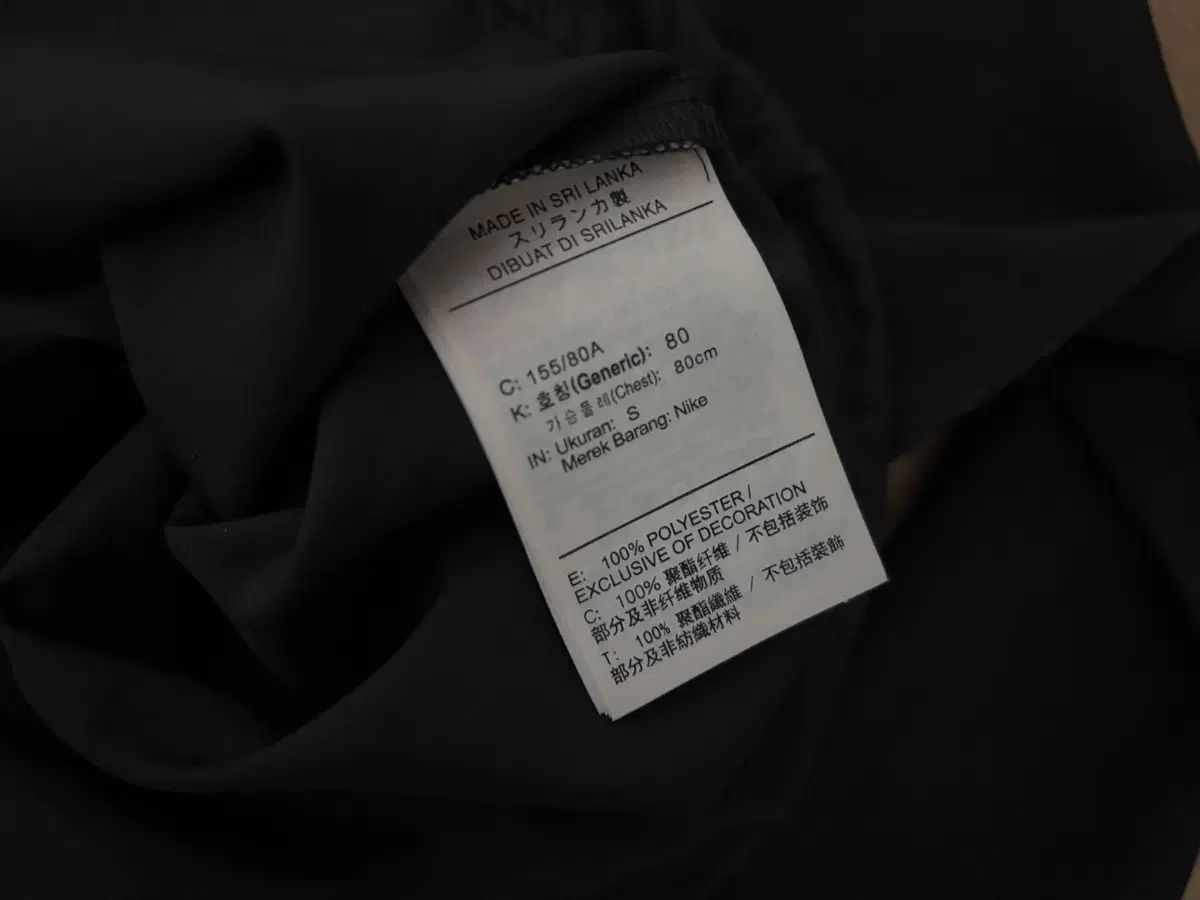 MADE IN SRI LANKA
スリランカ製
DIBUAT DI SRILANKA
C: 155/80A
K: 호칭(Generic): 80
가슴둘레(Chest): 80cm
IN: Ukuran: S
Merek Barang: Nike
E: 100% POLYESTER /
EXCLUSIVE OF DECORATION
C: 100% 聚酯纤维 / 不包括装饰
部分及非纤维物质
T: 100% 聚酯纖維 / 不包括裝飾
部分及非紡織材料